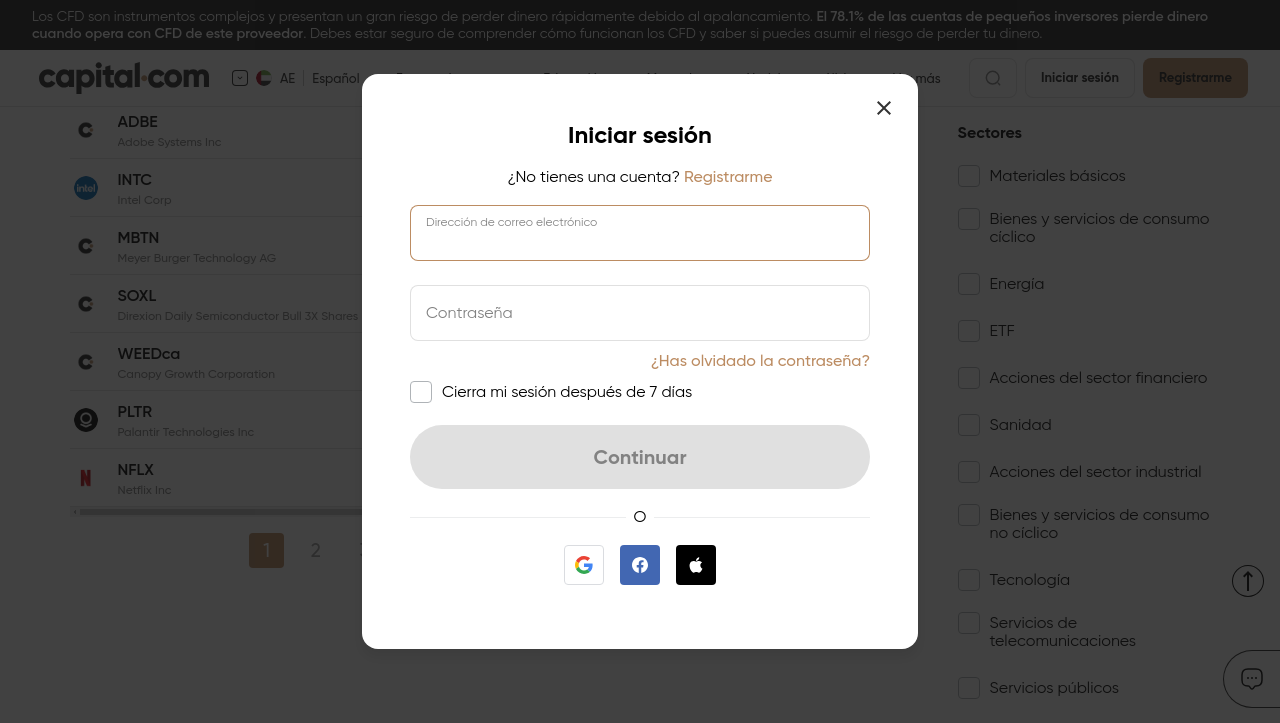 Los CFD son instrumentos complejos y presentan un gran riesgo de perder dinero rápidamente debido al apalancamiento. El 78.1% de las cuentas de pequeños inversores pierde dinero
cuando opera con CFD de este proveedor. Debes estar seguro de comprender cómo funcionan los CFD y saber si puedes asumir el riesgo de perder tu dinero.
capital.com
AE
Español
más
Iniciar sesión
Registrarme
ADBE
Adobe Systems Inc
INTC
Intel Corp
MBTN
Meyer Burger Technology AG
SOXL
Direxion Daily Semiconductor Bull 3X Shares
WEEDca
Canopy Growth Corporation
PLTR
Palantir Technologies Inc
NFLX
Netflix Inc
1
2
Iniciar sesión
¿No tienes una cuenta? Registrarme
Dirección de correo electrónico
Contraseña
¿Has olvidado la contraseña?
Cierra mi sesión después de 7 días
Continuar
O
Sectores
Materiales básicos
Bienes y servicios de consumo
cíclico
Energía
ETF
Acciones del sector financiero
Sanidad
Acciones del sector industrial
Bienes y servicios de consumo
no cíclico
Tecnología
Servicios de
telecomunicaciones
Servicios públicos